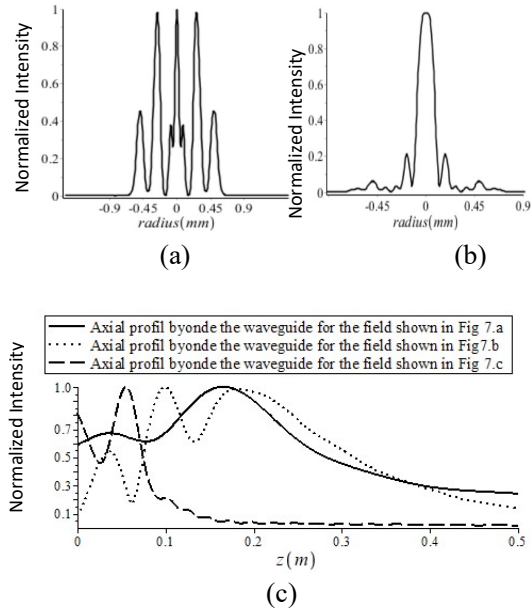 Normalized Intensity
1
0.8
0.6
0.4
0.2
0
-0.9 -0.45 0 0.45 0.9
radius(mm)
(a)
Normalized Intensity
1
0.8
0.6
0.4
0.2
0
-0.45 0 0.45 0.9
radius(mm)
(b)
Axial profil byonde the waveguide for the field shown in Fig 7.a
Axial profil byonde the waveguide for the field shown in Fig7.b
Axial profil byonde the waveguide for the field shown in Fig 7.c
Normalized Intensity
1.0
0.7
0.5
0.3
0.1
0 0.1 0.2 0.3 0.4 0.5
z(m)
(c)